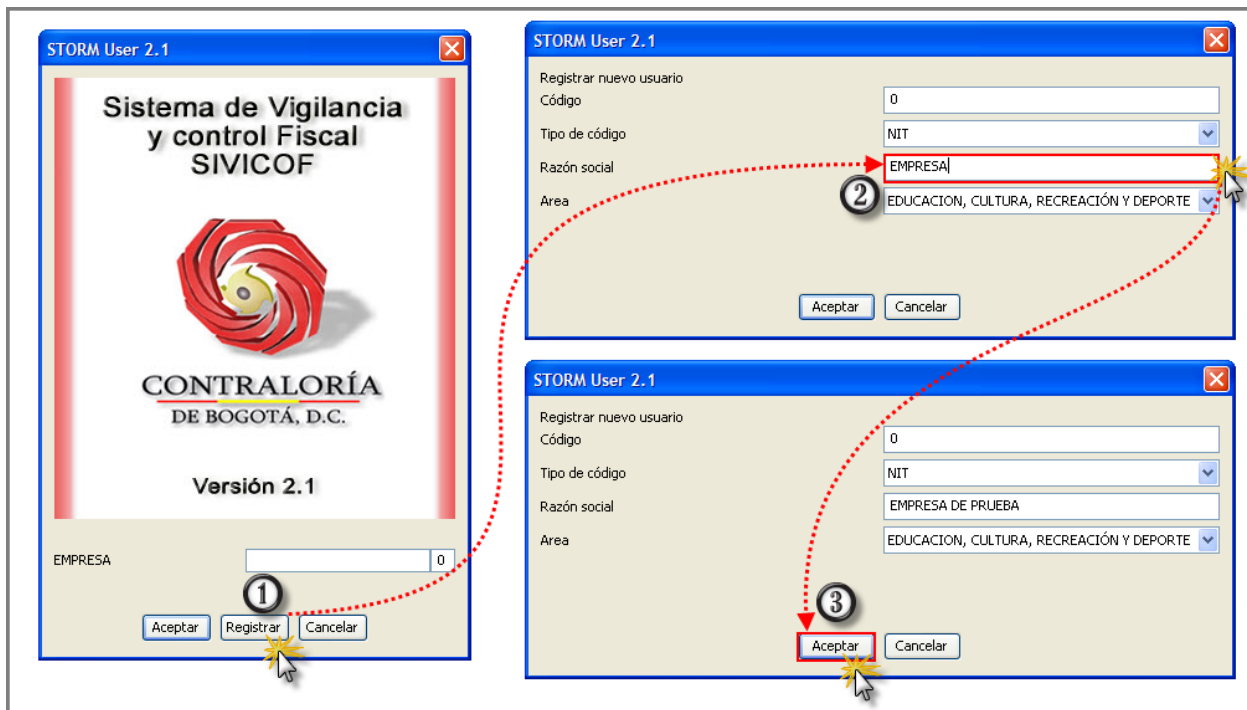 STORM User 2.1
Sistema de Vigilancia
y control Fiscal
SIVICOF
CONTRALORÍA
DE BOGOTÁ, D.C.
Versión 2.1
EMPRESA 0
1
Aceptar Registrar Cancelar
STORM User 2.1
Registrar nuevo usuario
Código 0
Tipo de código NIT
Razón social EMPRESA
2
Area EDUCACION, CULTURA, RECREACIÓN Y DEPORTE
Aceptar Cancelar
STORM User 2.1
Registrar nuevo usuario
Código 0
Tipo de código NIT
Razón social EMPRESA DE PRUEBA
Area EDUCACION, CULTURA, RECREACIÓN Y DEPORTE
3
Aceptar Cancelar